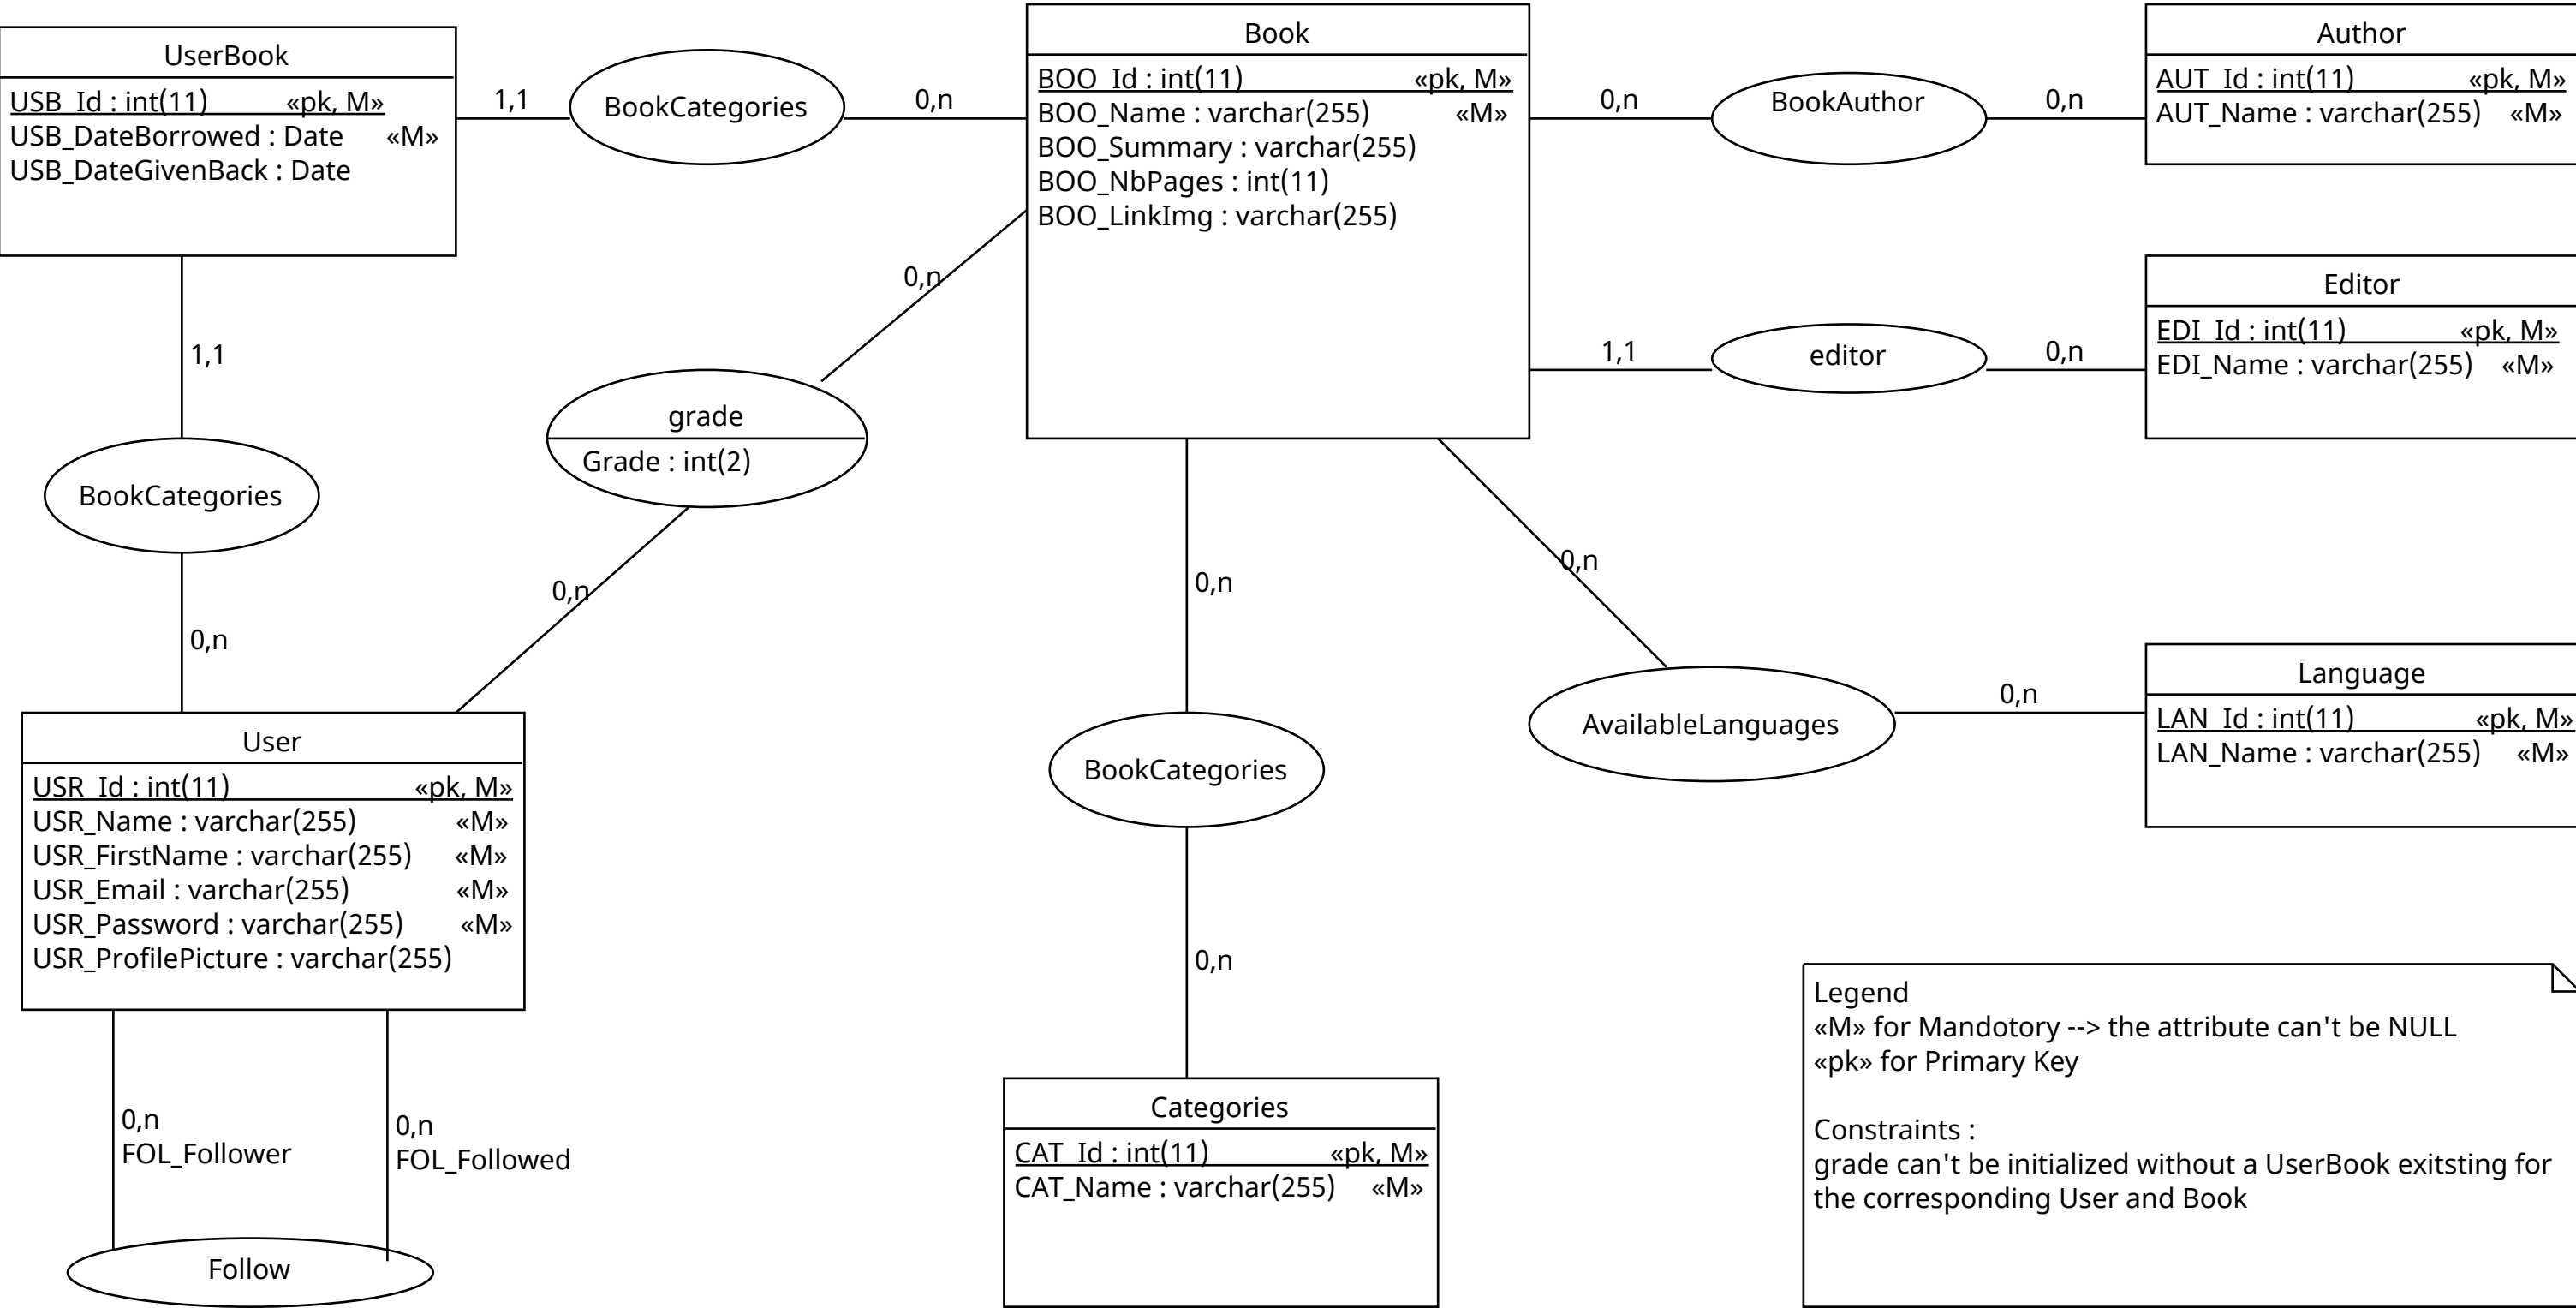 UserBook
USB_Id : int(11) «pk, M»
USB_DateBorrowed : Date «M»
USB_DateGivenBack : Date
1,1
BookCategories
0,n
Book
BOO_Id : int(11) «pk, M»
BOO_Name : varchar(255) «M»
BOO_Summary : varchar(255)
BOO_NbPages : int(11)
BOO_LinkImg : varchar(255)
0,n
BookAuthor
0,n
Author
AUT_Id : int(11) «pk, M»
AUT_Name : varchar(255) «M»
1,1
editor
0,n
Editor
EDI_Id : int(11) «pk, M»
EDI_Name : varchar(255) «M»
0,n
grade
Grade : int(2)
0,n
1,1
BookCategories
0,n
User
USR_Id : int(11) «pk, M»
USR_Name : varchar(255) «M»
USR_FirstName : varchar(255) «M»
USR_Email : varchar(255) «M»
USR_Password : varchar(255) «M»
USR_ProfilePicture : varchar(255)
0,n
FOL_Follower
0,n
FOL_Followed
Follow
0,n
BookCategories
0,n
Categories
CAT_Id : int(11) «pk, M»
CAT_Name : varchar(255) «M»
0,n
AvailableLanguages
0,n
Language
LAN_Id : int(11) «pk, M»
LAN_Name : varchar(255) «M»
Legend
«M» for Mandotory --> the attribute can't be NULL
«pk» for Primary Key
Constraints :
grade can't be initialized without a UserBook exitsting for
the corresponding User and Book